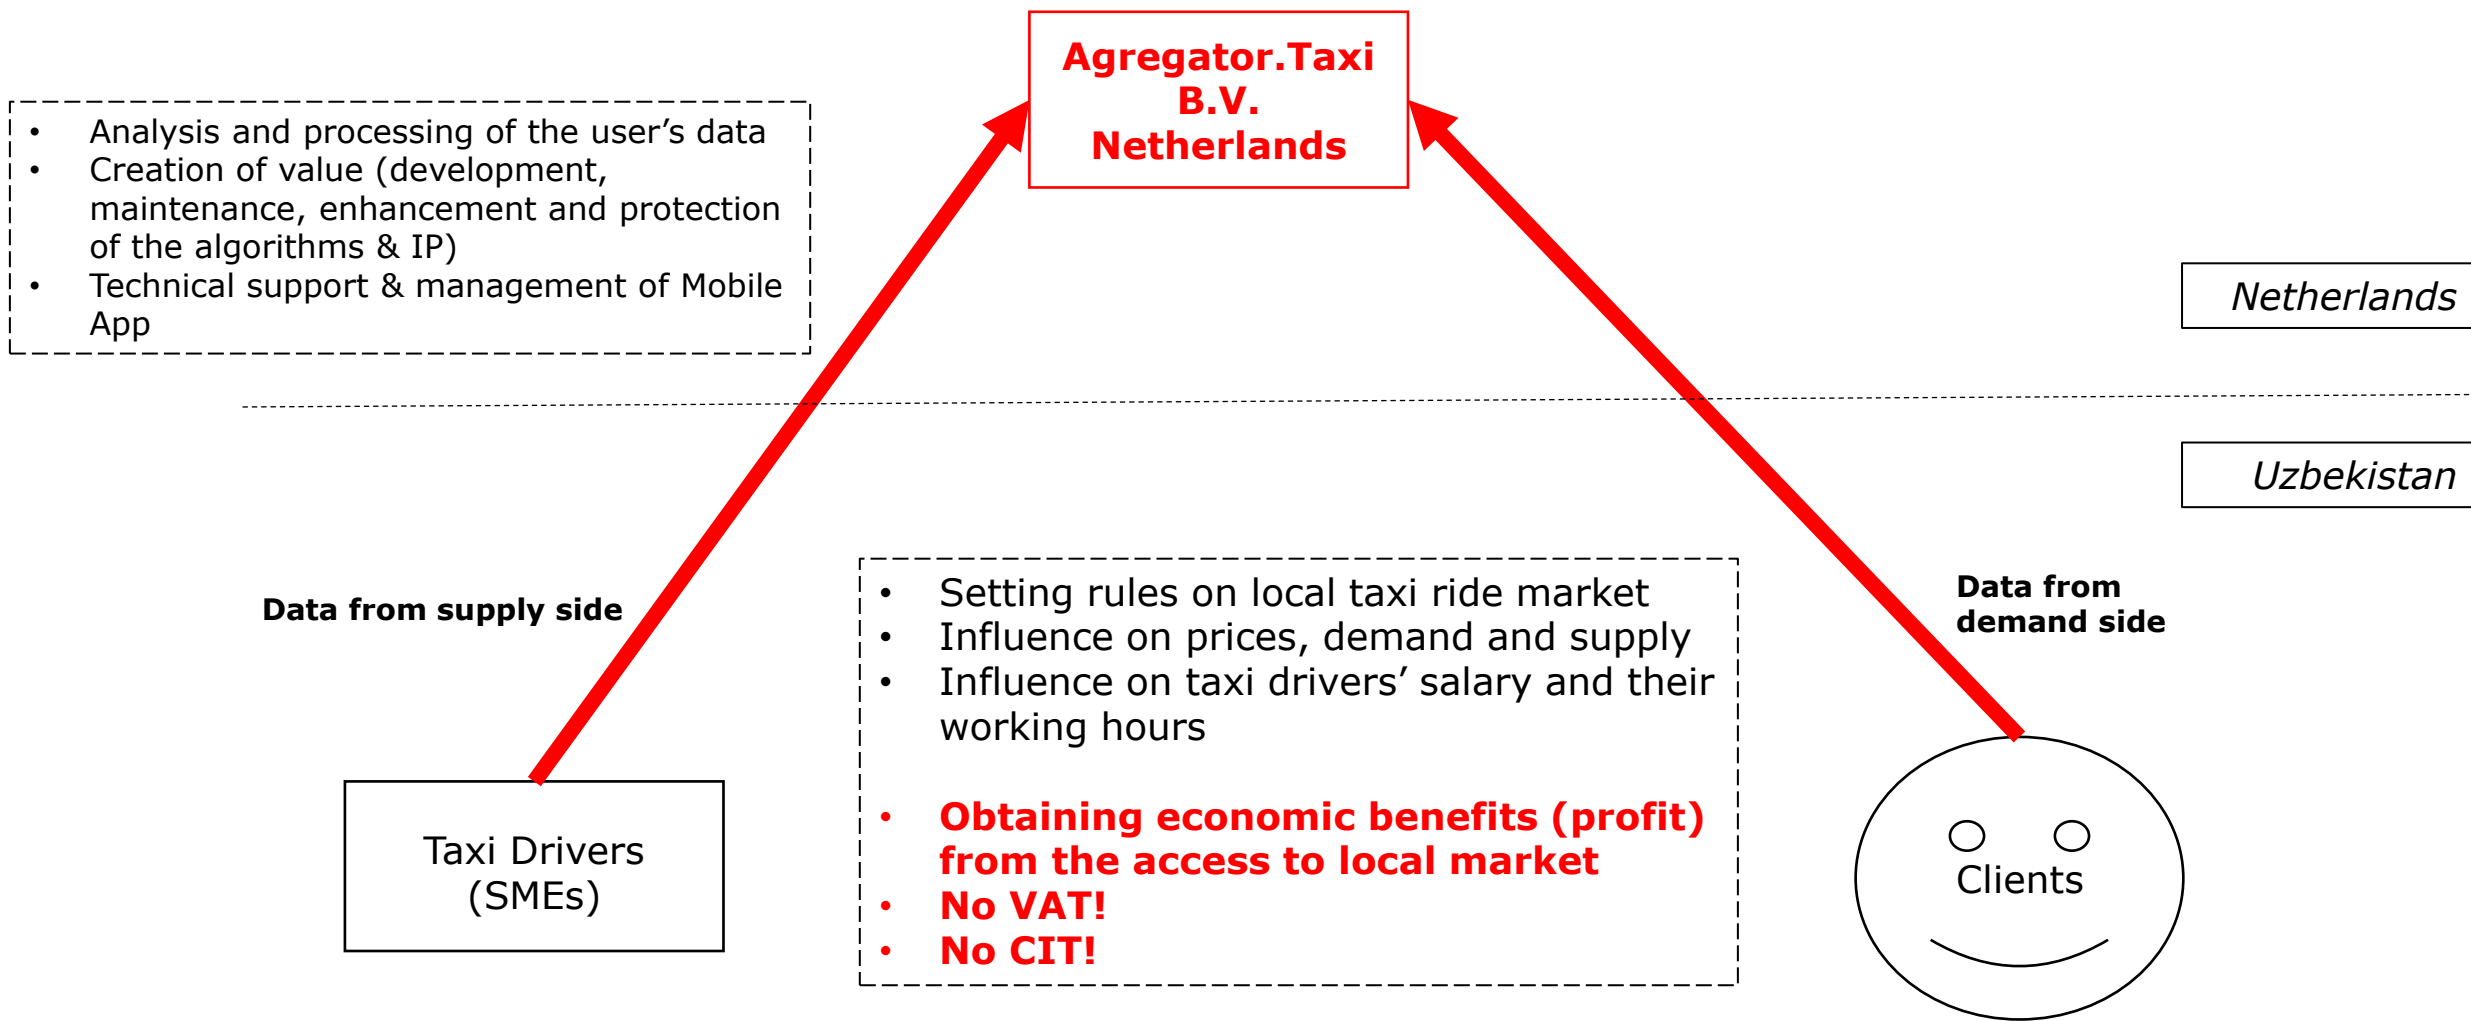 Agregator.Taxi
B.V.
Netherlands
• Analysis and processing of the user’s data
• Creation of value (development,
maintenance, enhancement and protection
of the algorithms & IP)
• Technical support & management of Mobile
App
Netherlands
Uzbekistan
Data from supply side
• Setting rules on local taxi ride market
• Influence on prices, demand and supply
• Influence on taxi drivers’ salary and their
working hours
• Obtaining economic benefits (profit)
from the access to local market
• No VAT!
• No CIT!
Data from
demand side
Taxi Drivers
(SMEs)
Clients